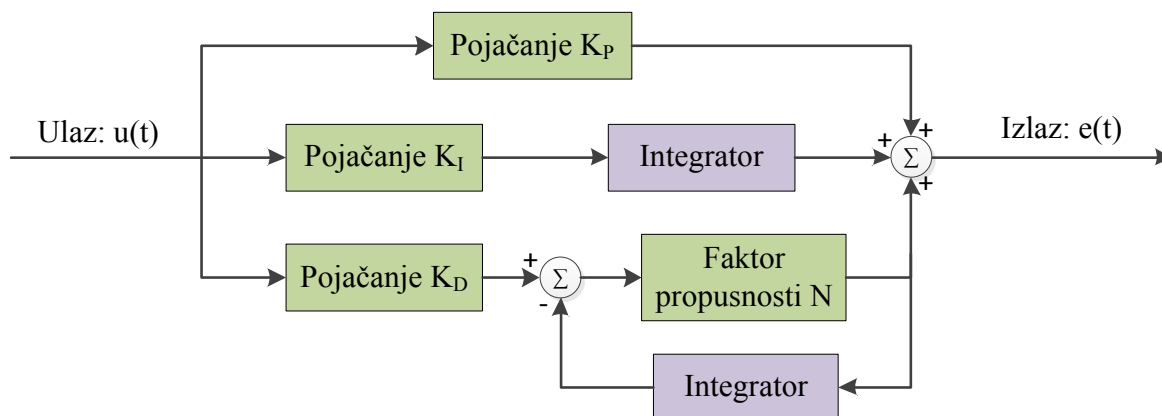 Pojačanje K_P
Ulaz: u(t)
Pojačanje K_I
Integrator
+
+
Σ
+
Izlaz: e(t)
Pojačanje K_D
+
Σ
-
Faktor
propusnosti N
Integrator